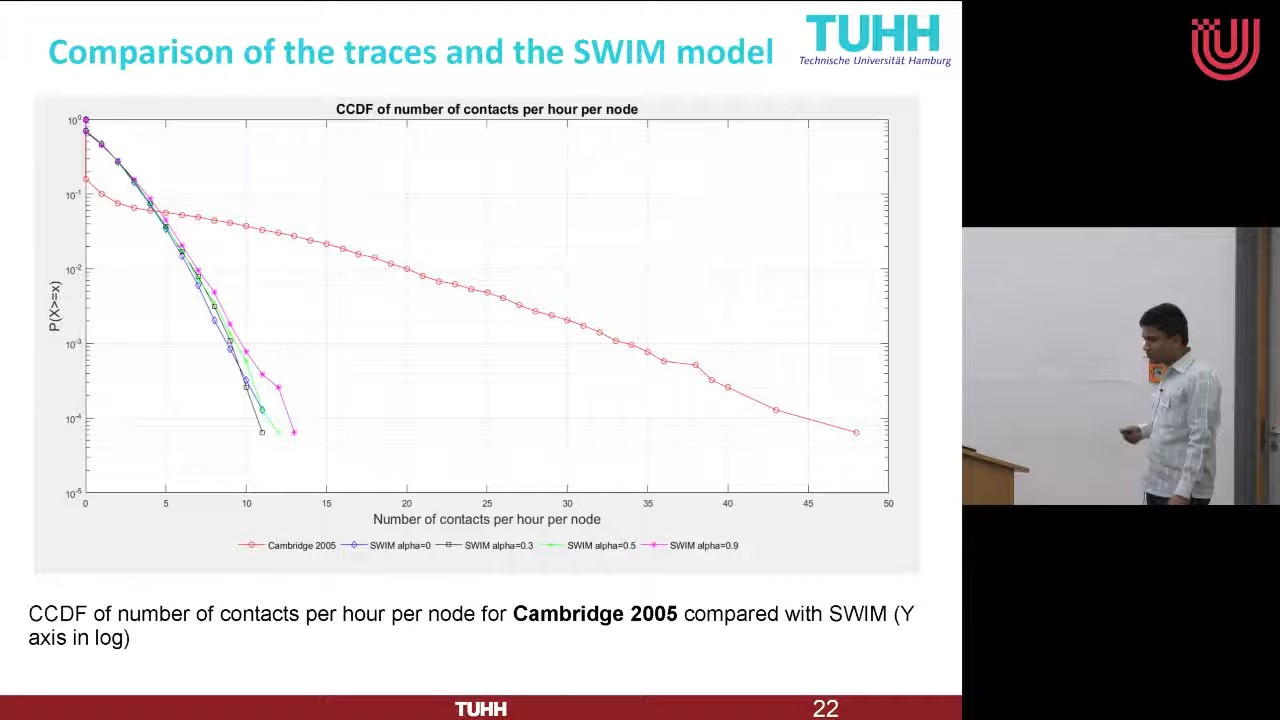 Comparison of the traces and the SWIM model
TUHH
Technische Universität Hamburg
CCDF of number of contacts per hour per node
10^0
10^-1
10^-2
10^-3
10^-4
10^-5
P(X>=x)
0 5 10 15 20 25 30 35 40 45 50
Number of contacts per hour per node
Cambridge 2005 SWIM alpha=0 SWIM alpha=0.3 SWIM alpha=0.5 SWIM alpha=0.9
CCDF of number of contacts per hour per node for Cambridge 2005 compared with SWIM (Y
axis in log)
TUHH
22